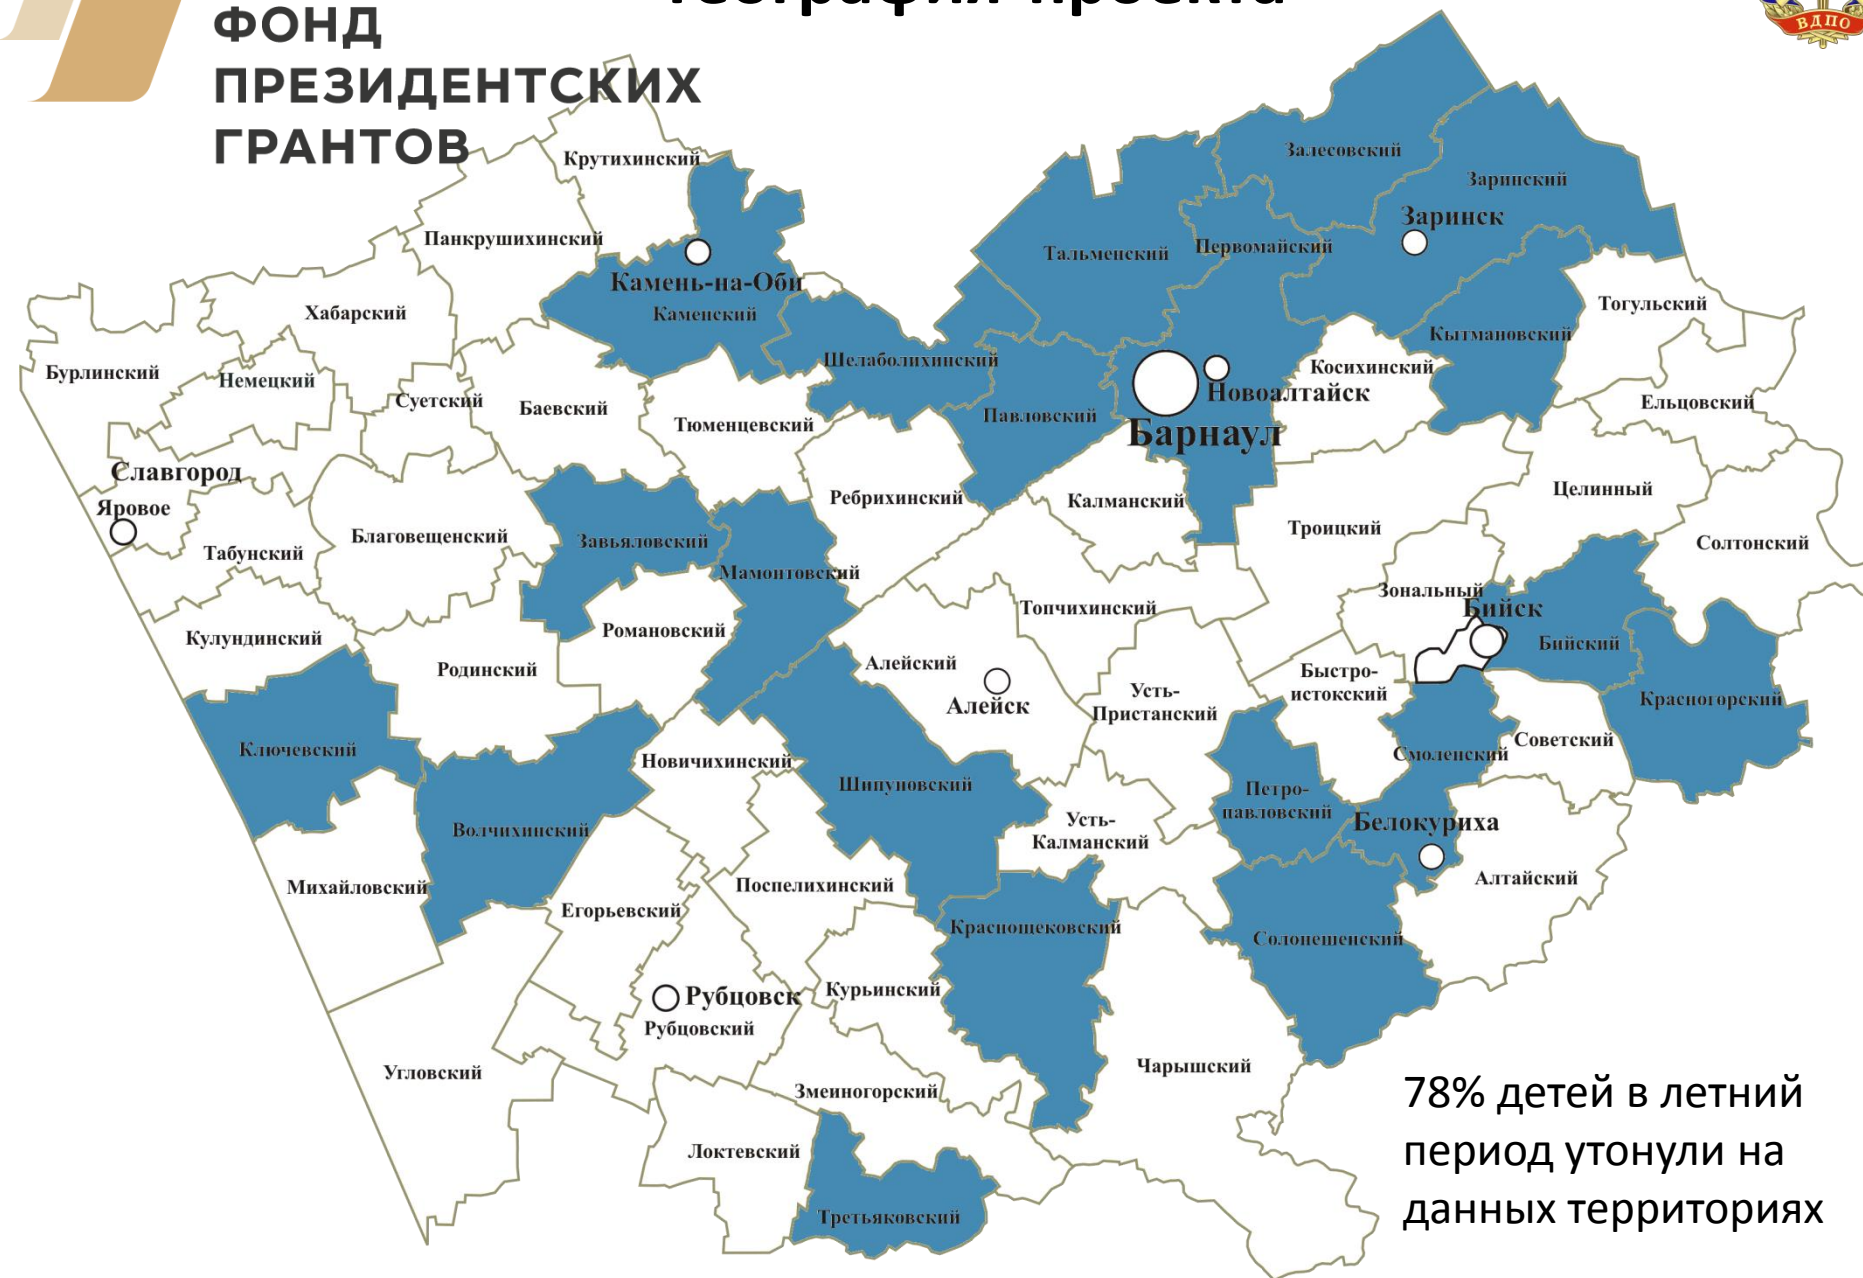 География проекта
ФОНД
ПРЕЗИДЕНТСКИХ
ГРАНТОВ
ВДПО
Крутихинский
Залесовский
Заринский
Заринск
Панкрушихинский
Тальменский
Первомайский
Камень-на-Оби
Каменский
Хабарский
Тогульский
Кытмановский
Бурлинский
Немецкий
Шелаболихинский
Косихинский
Новоалтайск
Суетский
Баевский
Тюменцевский
Павловский
Барнаул
Ельцовский
Славгород
Яровое
Ребрихинский
Калманский
Целинный
Табунский
Благовещенский
Завьяловский
Мамонтовский
Троицкий
Солтонский
Зональный
Бийск
Бийский
Топчихинский
Кулундинский
Романовский
Родинский
Алейский
Алейск
Быстро-
истокский
Усть-
Пристанский
Красногорский
Ключевский
Новичихинский
Смоленский
Советский
Шипуновский
Петро-
павловский
Белокуриха
Волчихинский
Усть-
Калманский
Михайловский
Поспелихинский
Алтайский
Егорьевский
Краснощековский
Солонешенский
Рубцовск
Рубцовский
Курьинский
Угловский
Змеиногорский
Чарышский
Локтевский
Третьяковский
78% детей в летний
период утонули на
данных территориях